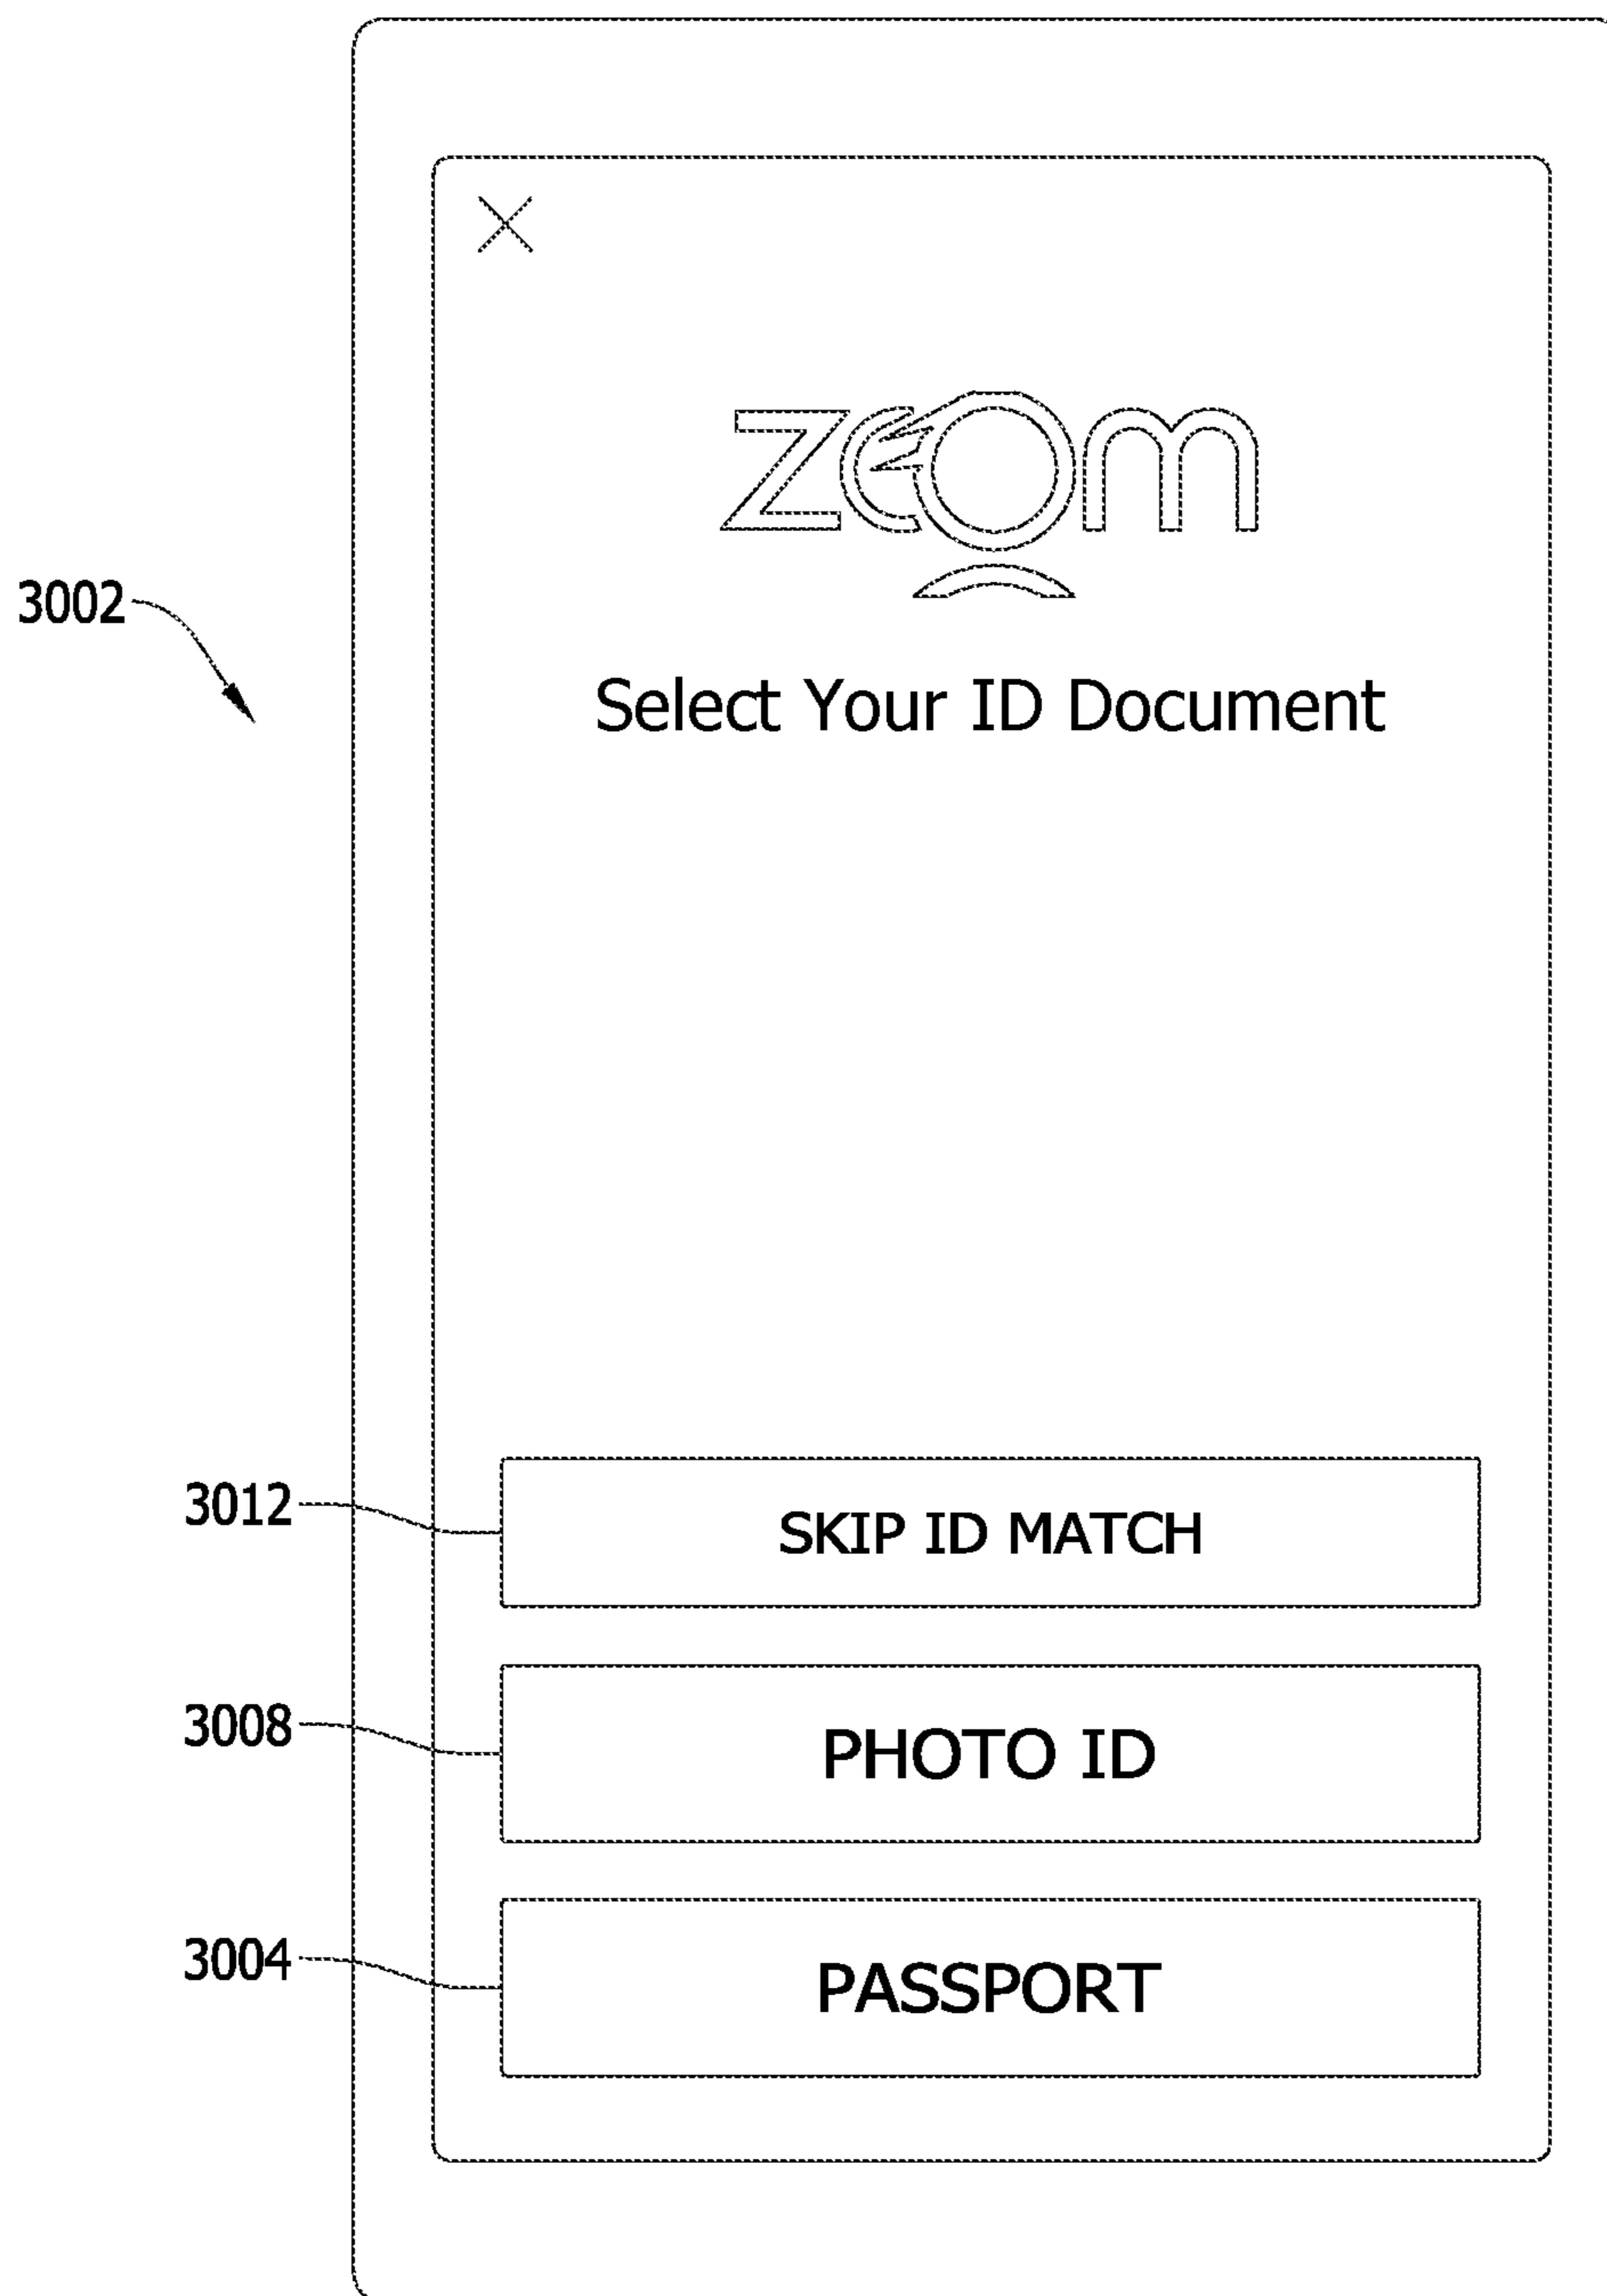 zoom
3002
Select Your ID Document
3012
SKIP ID MATCH
3008
PHOTO ID
3004
PASSPORT